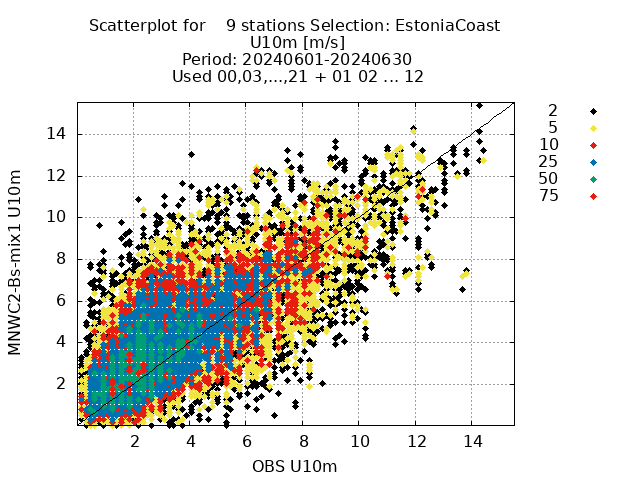 Scatterplot for    9 stations Selection: EstoniaCoast
U10m [m/s]
Period: 20240601-20240630
Used 00,03,...,21 + 01 02 ... 12
2
5
10
25
50
75
14
12
10
8
6
4
2
MNWC2-Bs-mix1 U10m
2 4 6 8 10 12 14
OBS U10m